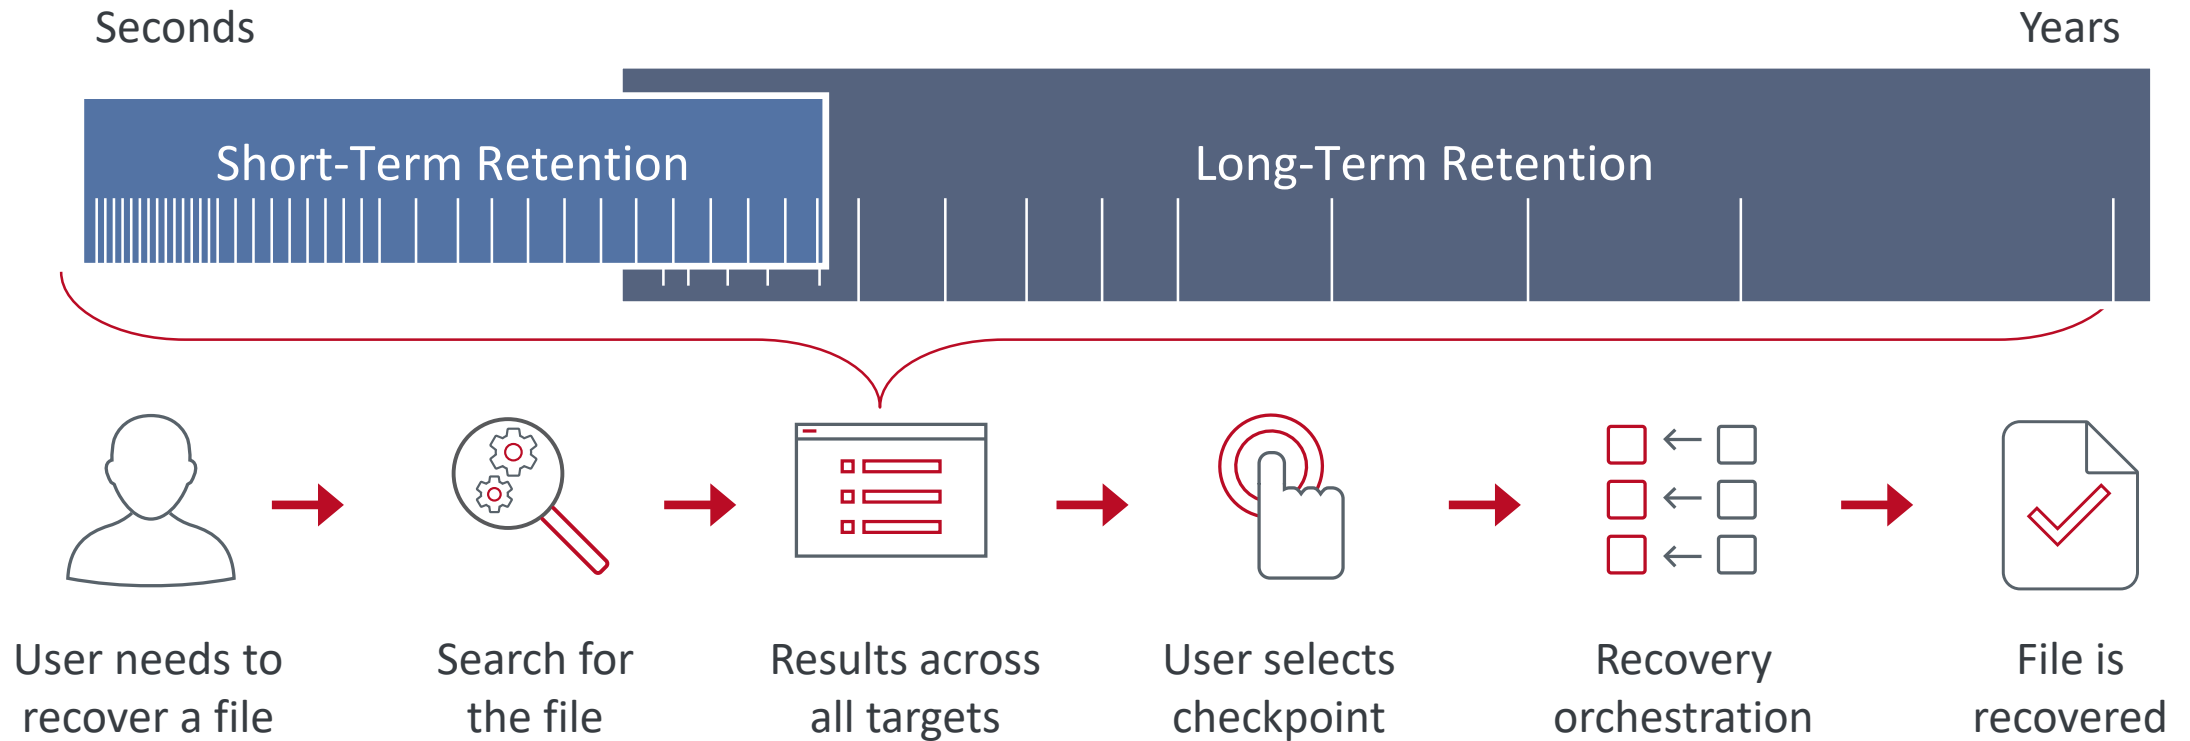 Seconds
Years
Short-Term Retention
Long-Term Retention
User needs to
recover a file
Search for
the file
Results across
all targets
User selects
checkpoint
Recovery
orchestration
File is
recovered